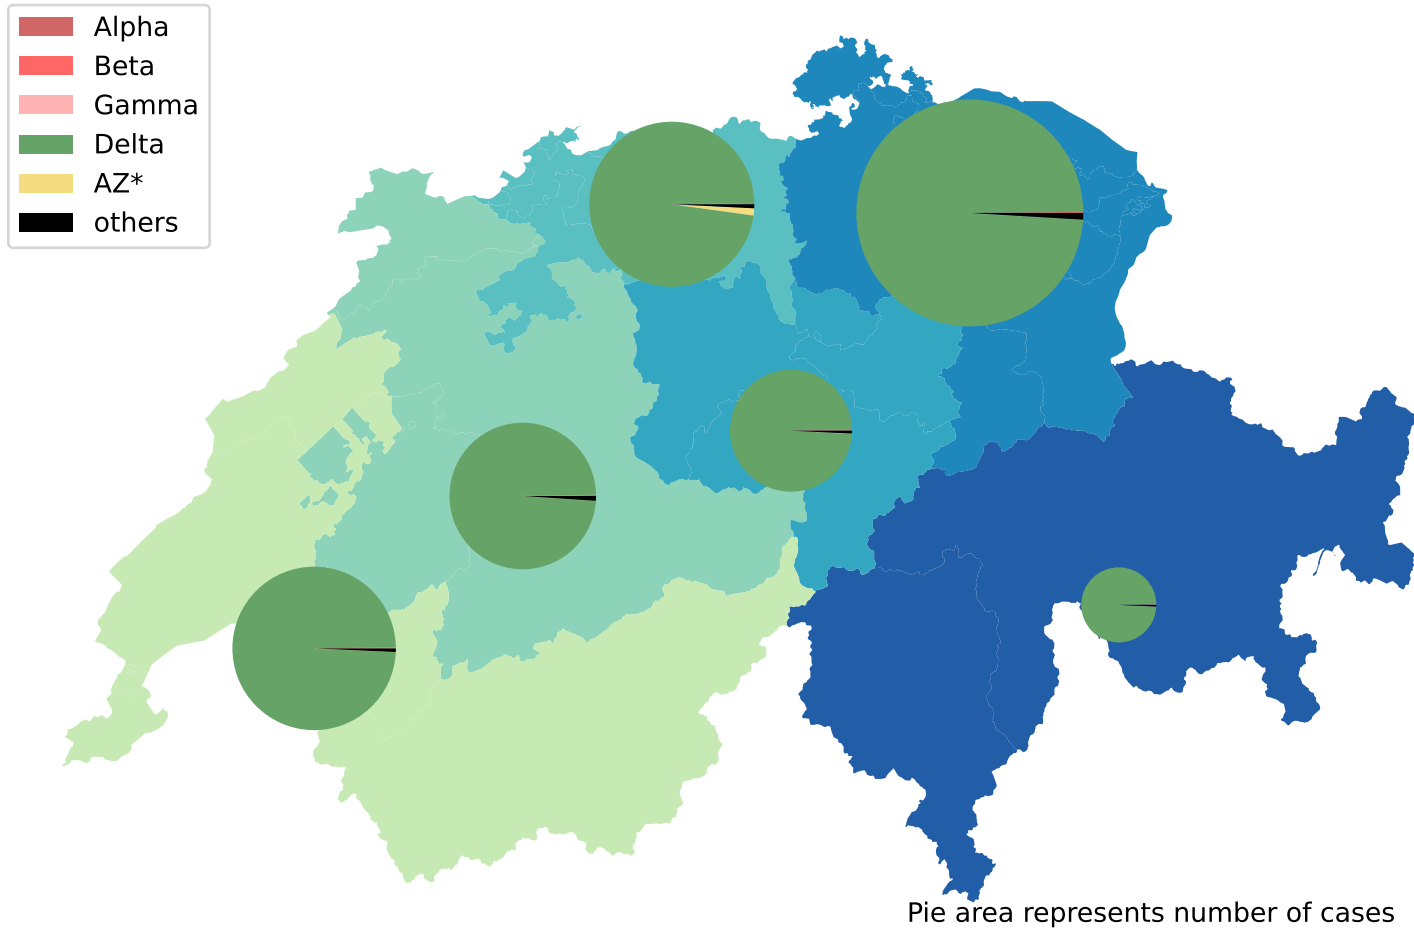 Alpha
Beta
Gamma
Delta
AZ*
others
Pie area represents number of cases